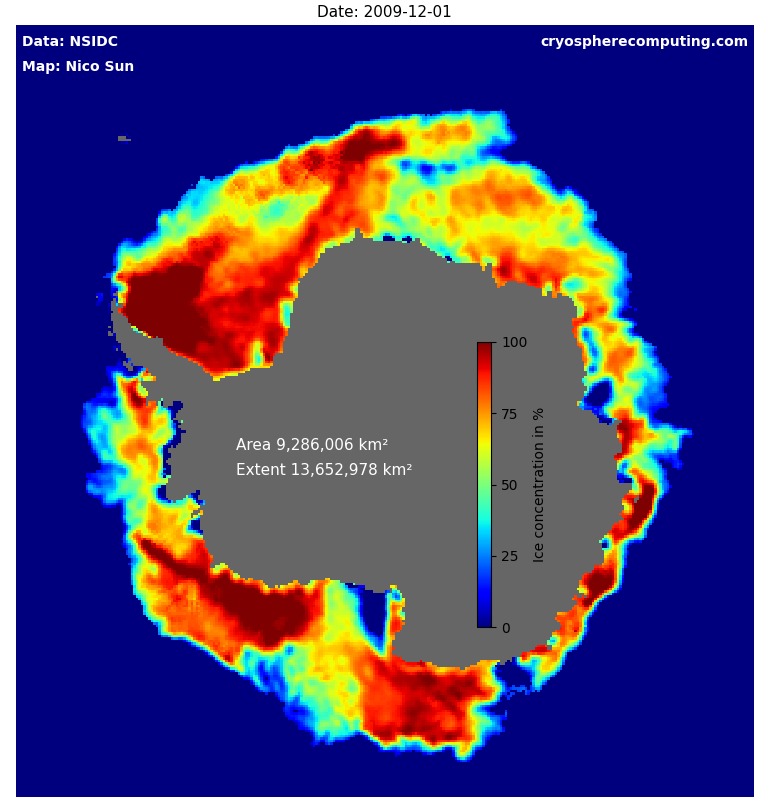 Date: 2009-12-01
Data: NSIDC
cryospherecomputing.com
Map: Nico Sun
100
75
50
25
0
Ice concentration in %
Area 9,286,006 km²
Extent 13,652,978 km²